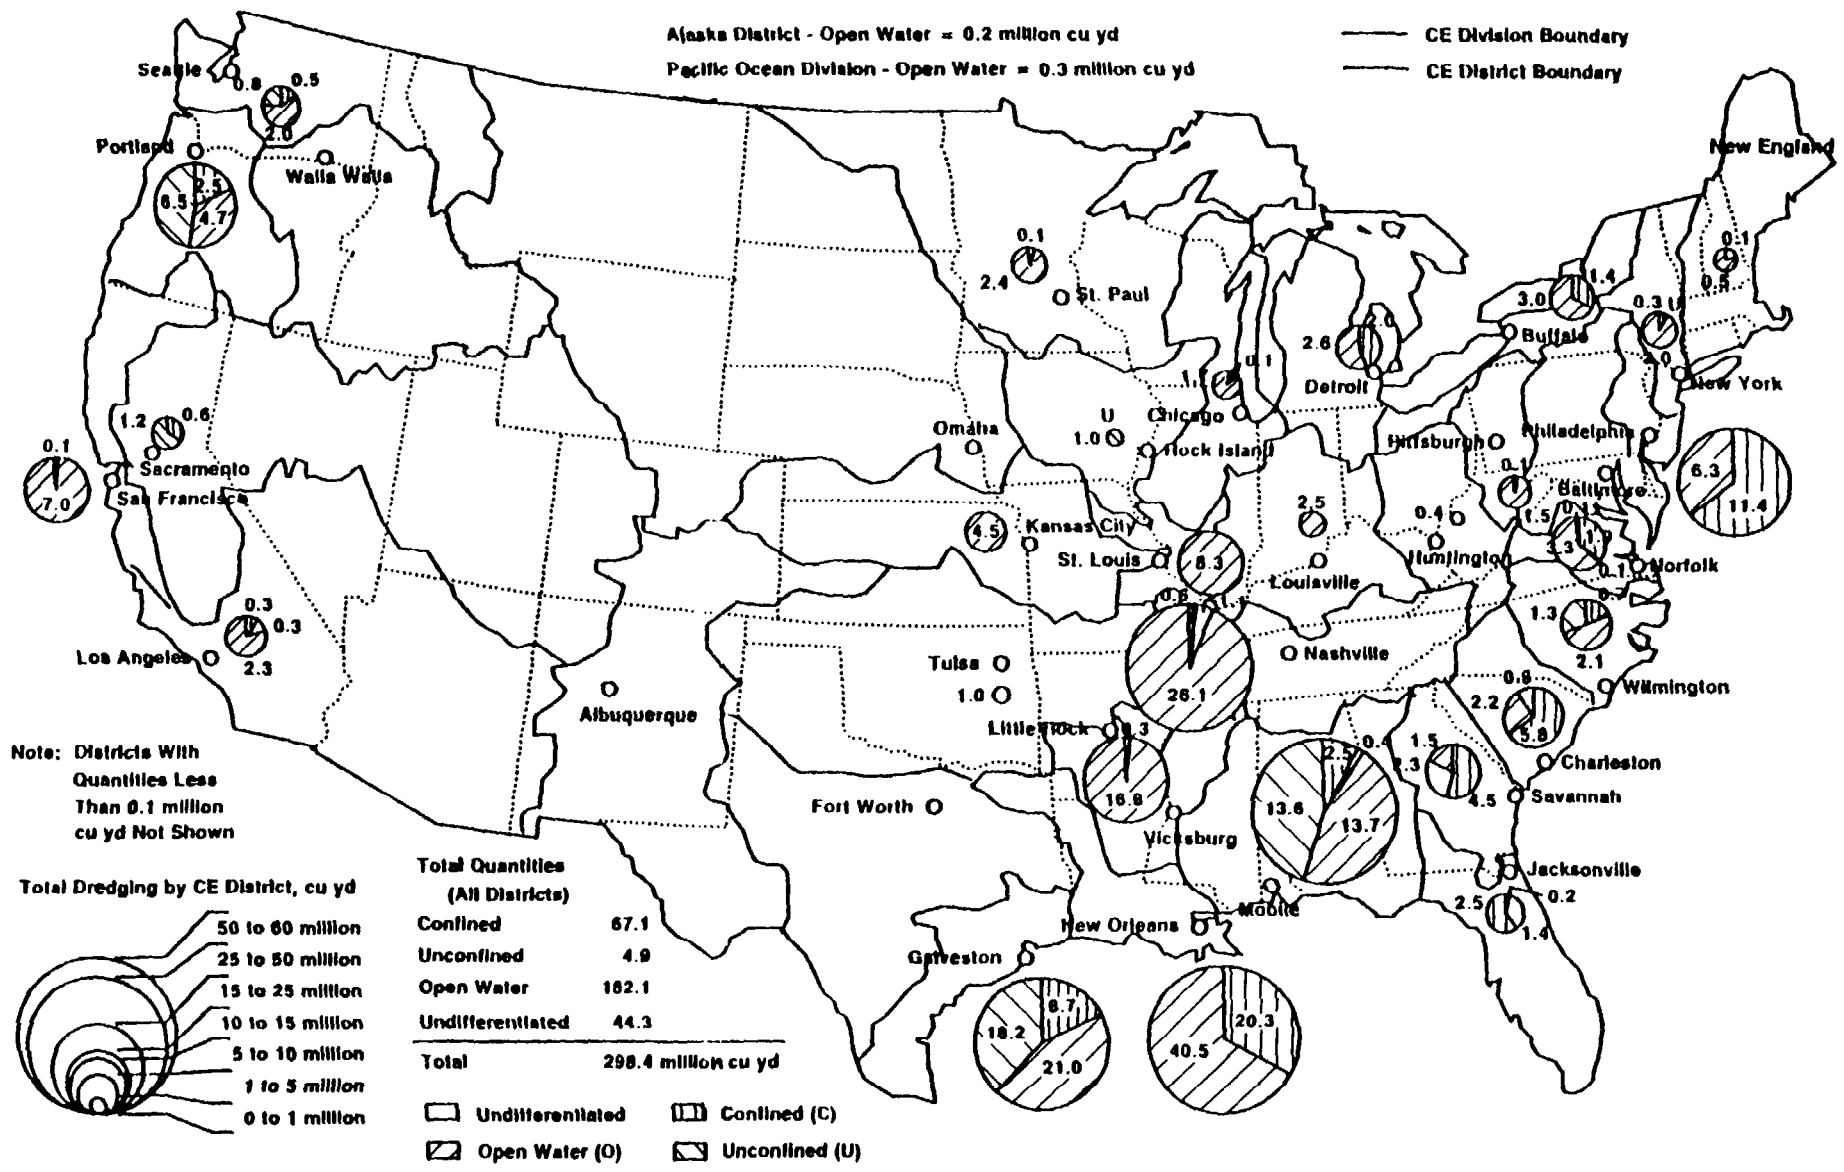 Alaska District - Open Water = 0.2 million cu yd
Pacific Ocean Division - Open Water = 0.3 million cu yd
CE Division Boundary
CE District Boundary
Seattle
0.8
0.5
2.0
Portland
Walla Walla
6.5
2.5
4.7
New England
0.1
0.5
0.1
2.4
St. Paul
3.0
1.4
Buffalo
0.3 U
New York
2.6
2.0
Detroit
Chicago
1.2
0.6
Sacramento
0.1
7.0
San Francisco
Omaha
U
1.0
Rock Island
Pittsburgh
Philadelphia
6.3
11.4
0.1
1.5
Baltimore
4.5
Kansas City
2.5
0.4
Huntington
St. Louis
8.3
Louisville
3.3
0.1
Norfolk
0.3
0.3
2.3
Los Angeles
0.6
26.1
Nashville
1.3
2.1
Wilmington
Tulsa
1.0
Albuquerque
Little Rock
16.8
Vicksburg
0.8
2.2
5.8
Charleston
1.5
2.3
4.5
Savannah
2.5
0.4
13.6
13.7
Mobile
Fort Worth
Jacksonville
2.5
0.2
1.4
New Orleans
Galveston
8.7
18.2
21.0
20.3
40.5
Note: Districts With
Quantities Less
Than 0.1 million
cu yd Not Shown
Total Dredging by CE District, cu yd
50 to 60 million
25 to 50 million
15 to 25 million
10 to 15 million
5 to 10 million
1 to 5 million
0 to 1 million
Total Quantities
(All Districts)
Confined 67.1
Unconfined 4.9
Open Water 182.1
Undifferentiated 44.3
Total 298.4 million cu yd
Undifferentiated
Confined (C)
Open Water (O)
Unconfined (U)